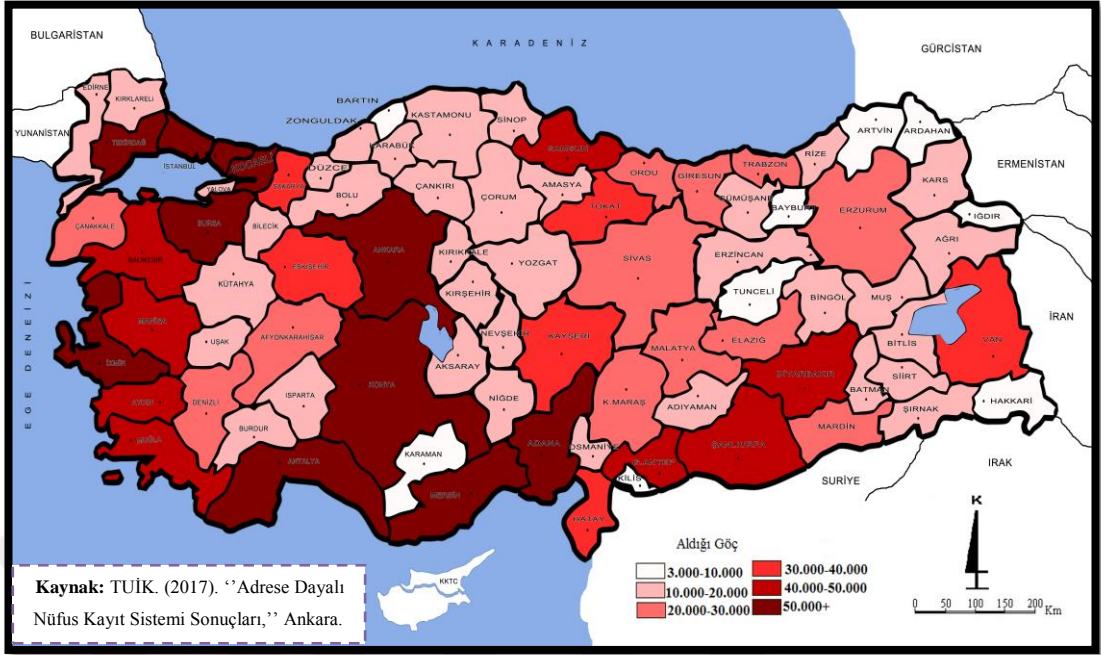 BULGARİSTAN
KARADENİZ
GÜRCİSTAN
YUNANİSTAN
ERMENİSTAN
İRAN
IRAK
SURİYE
EGE DENEİZİ
KKTC
EDİRNE
KIRKLARELİ
TEKİRDAĞ
İSTANBUL
KOCAELİ
YALOVA
SAKARYA
DÜZCE
ZONGULDAK
BARTIN
KARABÜK
KASTAMONU
SİNOP
SAMSUN
ORDU
GİRESUN
TRABZON
RİZE
ARTVİN
ARDAHAN
ÇANAKKALE
BALIKESİR
BURSA
BİLECİK
BOLU
ÇANKIRI
ÇORUM
AMASYA
TOKAT
GÜMÜŞANE
BAYBURT
ERZURUM
KARS
IĞDIR
AĞRI
KÜTAHYA
ESKİŞEHİR
ANKARA
KIRIKKALE
YOZGAT
SİVAS
ERZİNCAN
TUNCELİ
BİNGÖL
MUŞ
BİTLİS
VAN
MANİSA
UŞAK
AFYONKARAHİSAR
KIRŞEHİR
NEVŞEHİR
KAYSERİ
MALATYA
ELAZIĞ
DİYARBAKIR
BATMAN
SİİRT
ŞIRNAK
HAKKARİ
İZMİR
AYDIN
DENİZLİ
ISPARTA
BURDUR
KONYA
AKSARAY
NİĞDE
K.MARAŞ
ADIYAMAN
ŞANLIURFA
MARDİN
MUĞLA
ANTALYA
KARAMAN
MERSİN
ADANA
OSMANİYE
KİLİS
HATAY
Aldığı Göç
3.000-10.000
10.000-20.000
20.000-30.000
30.000-40.000
40.000-50.000
50.000+
K
0 50 100 150 200 Km
Kaynak: TUİK. (2017). ‘’Adrese Dayalı
Nüfus Kayıt Sistemi Sonuçları,’’ Ankara.